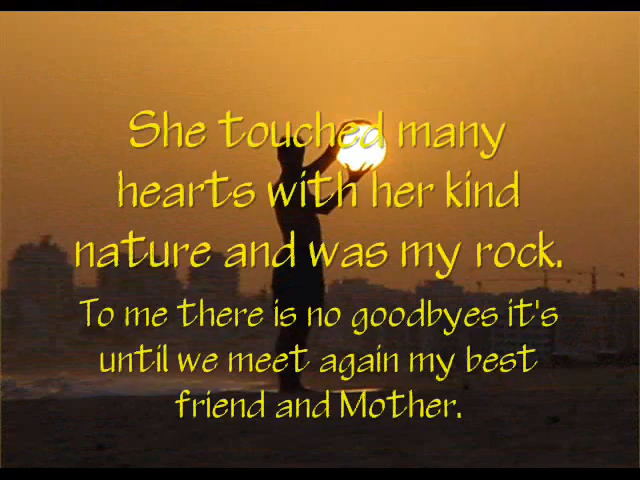 She touched many
hearts with her kind
nature and was my rock.
To me there is no goodbyes it's
until we meet again my best
friend and Mother.